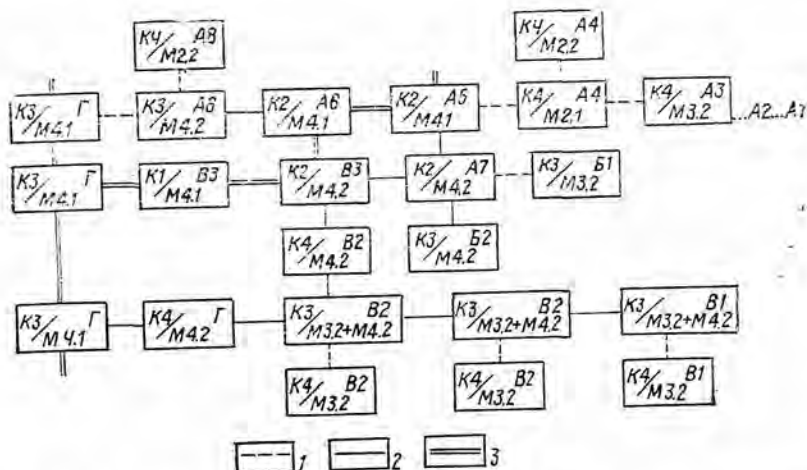 К4/М2.2 А8
К4/М2.2 А4
К3/М4.1 Г
К3/М4.2 А8
К2/М4.1 А6
К2/М4.1 А5
К4/М2.1 А4
К4/М3.2 А3
...А2...А1
К3/М4.1 Г
К1/М4.1 В3
К2/М4.2 В3
К2/М4.2 А7
К3/М3.2 Б1
К4/М4.2 В2
К3/М4.2 Б2
К3/М.4.1 Г
К4/М4.2 Г
К3/М3.2+М4.2 В2
К3/М3.2+М4.2 В2
К3/М3.2+М4.2 В1
К4/М3.2 В2
К4/М3.2 В2
К4/М3.2 В1
1 2 3